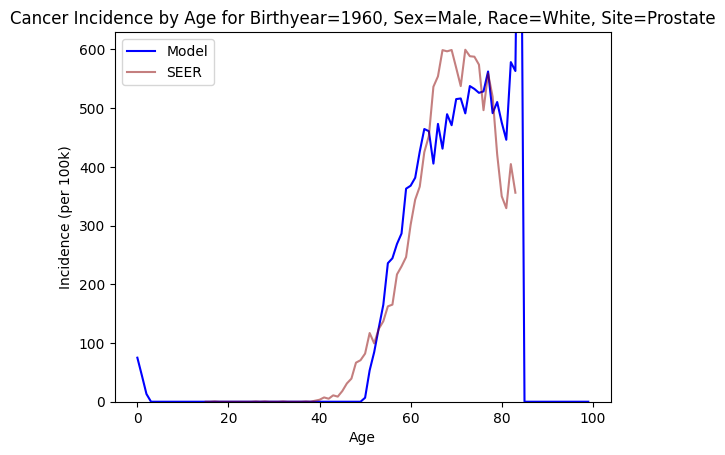 Cancer Incidence by Age for Birthyear=1960, Sex=Male, Race=White, Site=Prostate
Model
SEER
600
500
400
300
200
100
0
Incidence (per 100k)
0 20 40 60 80 100
Age